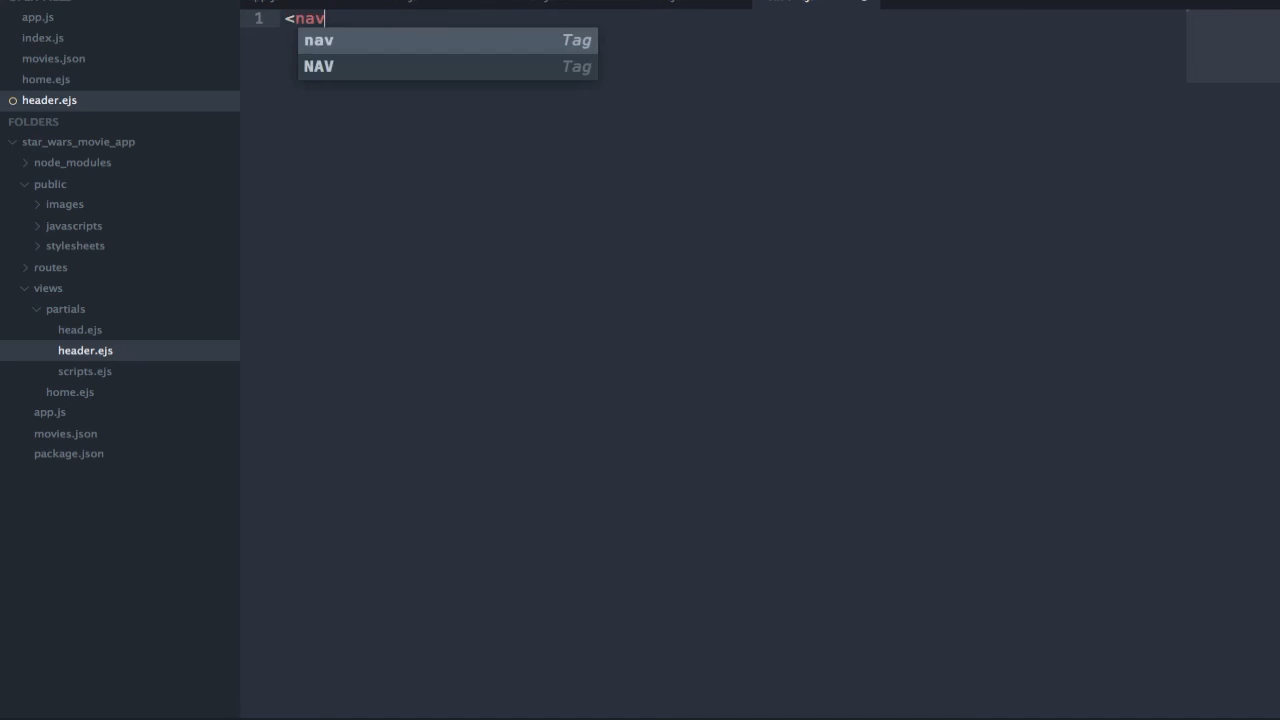 app.js
index.js
movies.json
home.ejs
header.ejs
FOLDERS
star_wars_movie_app
node_modules
public
images
javascripts
stylesheets
routes
views
partials
head.ejs
header.ejs
scripts.ejs
home.ejs
app.js
movies.json
package.json
1 <nav
nav Tag
NAV Tag